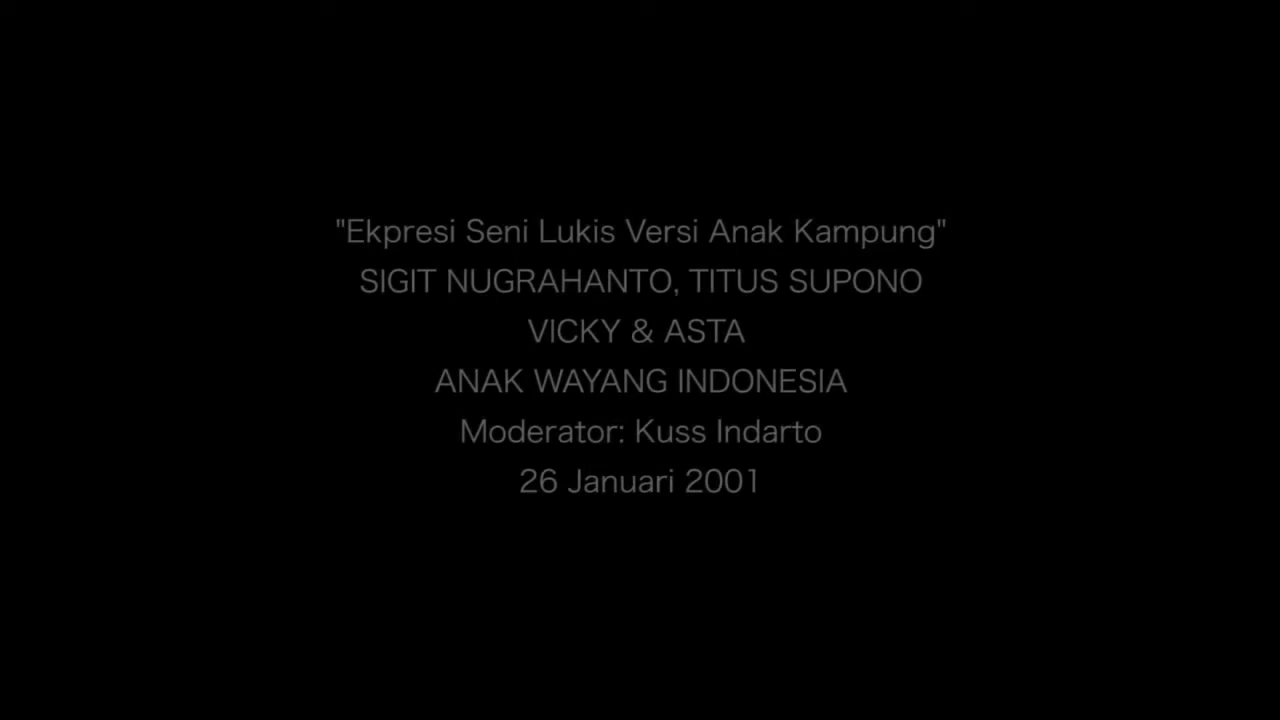 "Ekpresi Seni Lukis Versi Anak Kampung"
SIGIT NUGRAHANTO, TITUS SUPONO
VICKY & ASTA
ANAK WAYANG INDONESIA
Moderator: Kuss Indarto
26 Januari 2001